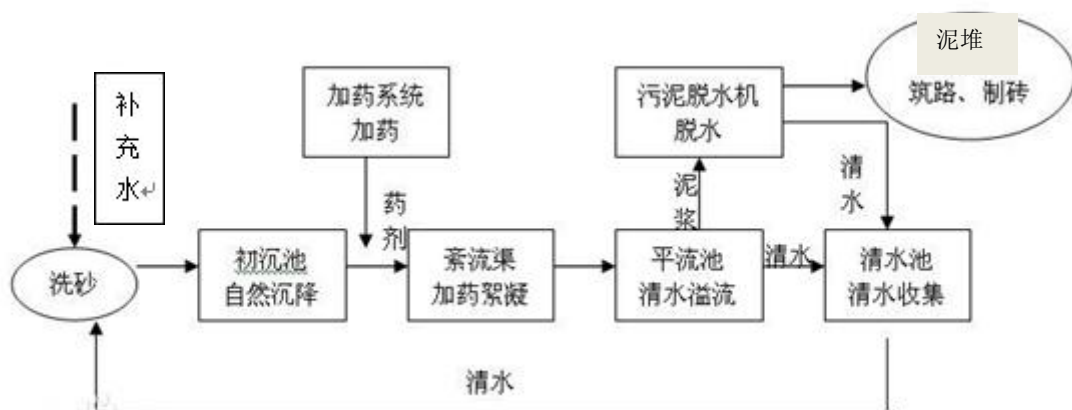 泥堆
筑路、制砖
补
充
水
加药系统
加药
污泥脱水机
脱水
药
剂
泥
浆
清
水
洗砂
初沉池
自然沉降
紊流渠
加药絮凝
平流池
清水溢流
清水
清水池
清水收集
清水